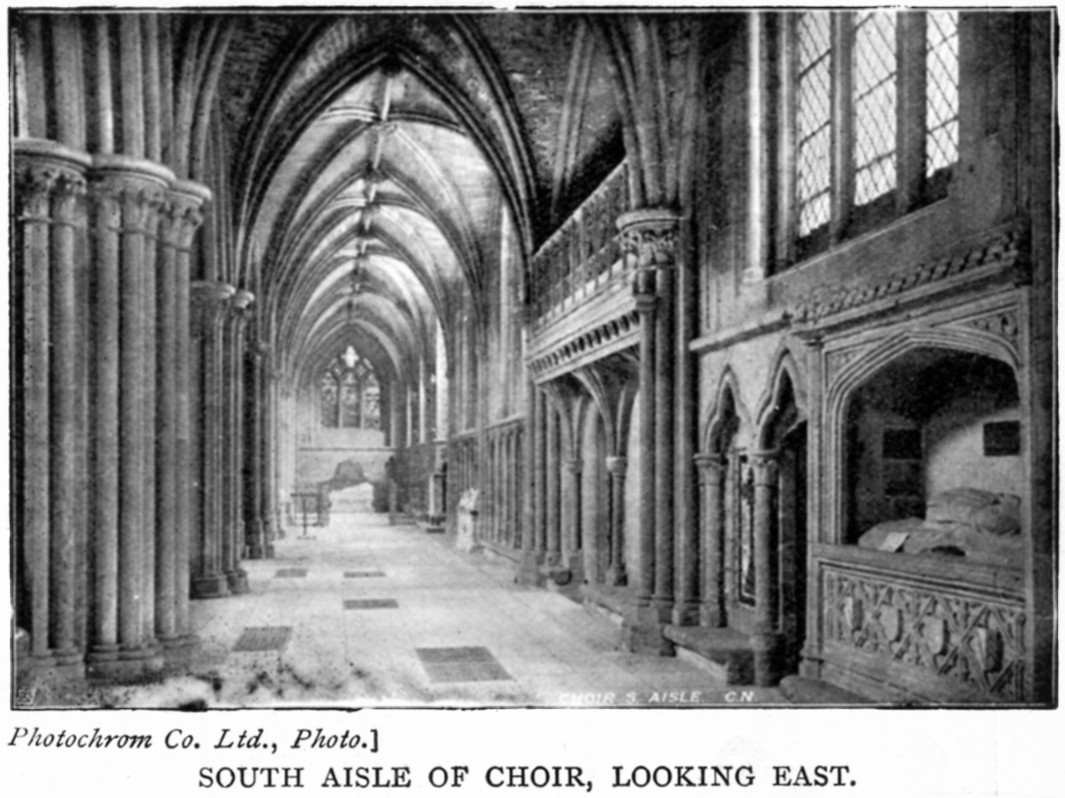 CHOIR S. AISLE C.N.
Photochrom Co. Ltd., Photo.]
SOUTH AISLE OF CHOIR, LOOKING EAST.